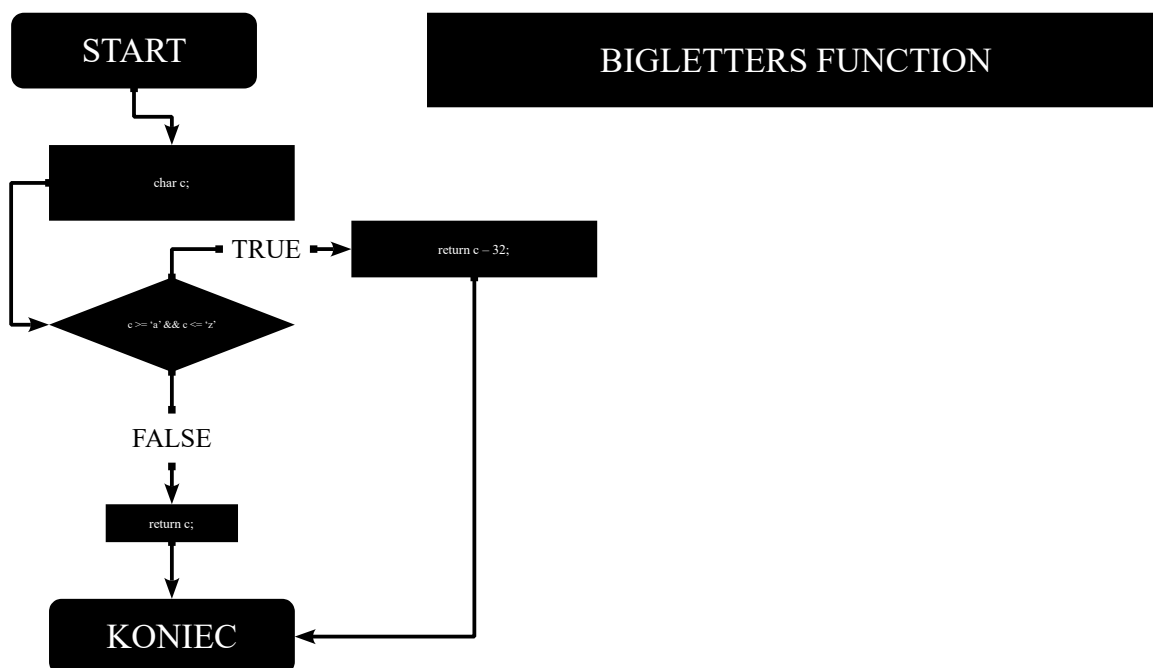 START
BIGLETTERS FUNCTION
char c;
TRUE
return c – 32;
c >= ‘a’ && c <= ‘z’
FALSE
return c;
KONIEC